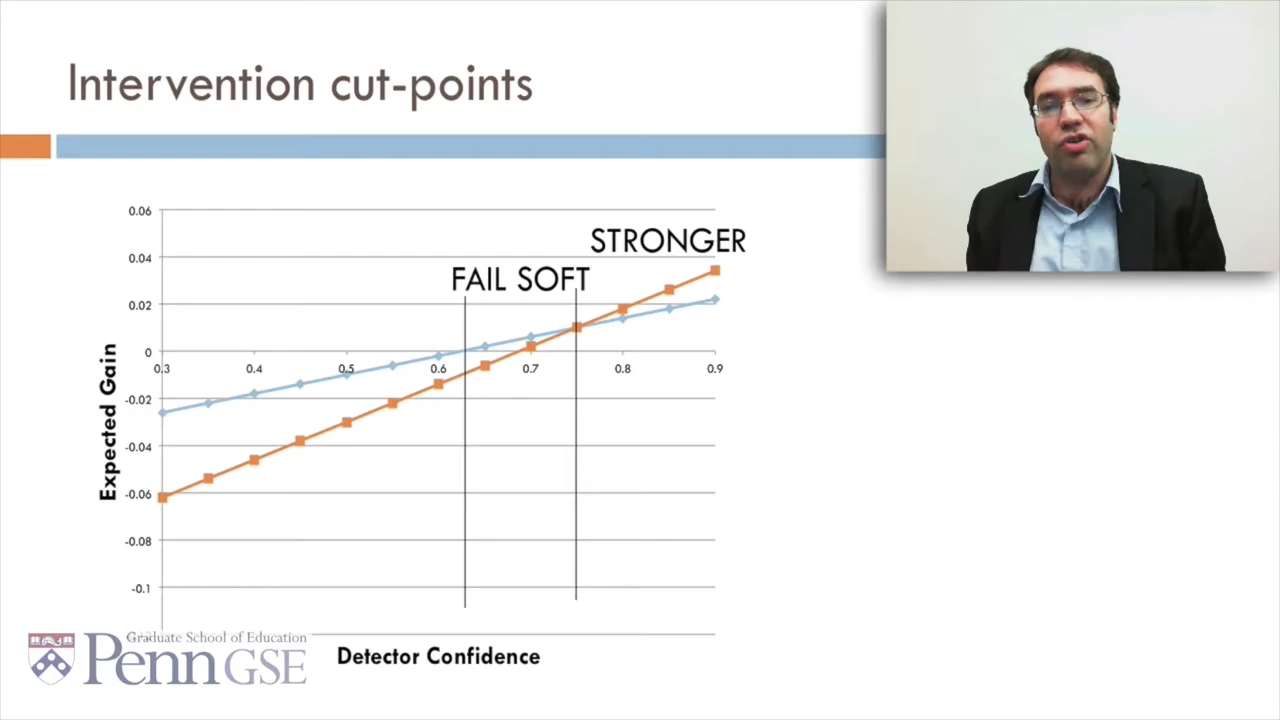 Intervention cut-points
0.06
0.04
0.02
0
-0.02
-0.04
-0.06
-0.08
-0.1
0.3
0.4
0.5
0.6
0.7
0.8
0.9
FAIL SOFT
STRONGER
Expected Gain
Detector Confidence
Graduate School of Education
Penn GSE